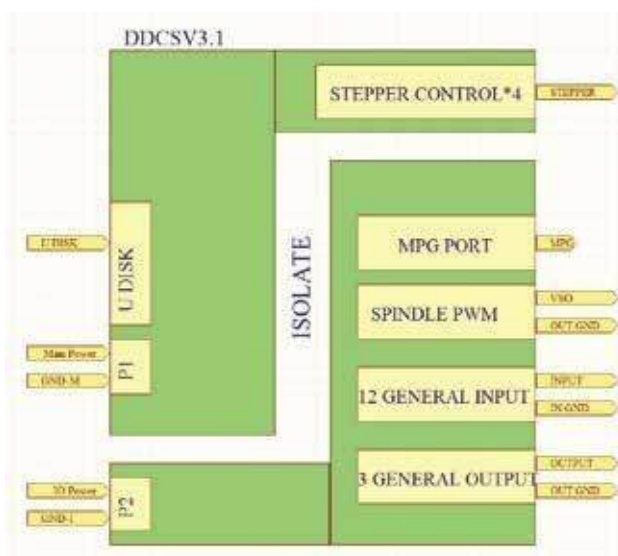 DDCSV3.1
STEPPER CONTROL*4
STEPPER
U DISK
U DISK
ISOLATE
MPG PORT
MPG
SPINDLE PWM
VSO
OUT GND
Main Power
GND-M
P1
12 GENERAL INPUT
INPUT
IN GND
3 GENERAL OUTPUT
OUTPUT
OUT GND
IO Power
GND-I
P2